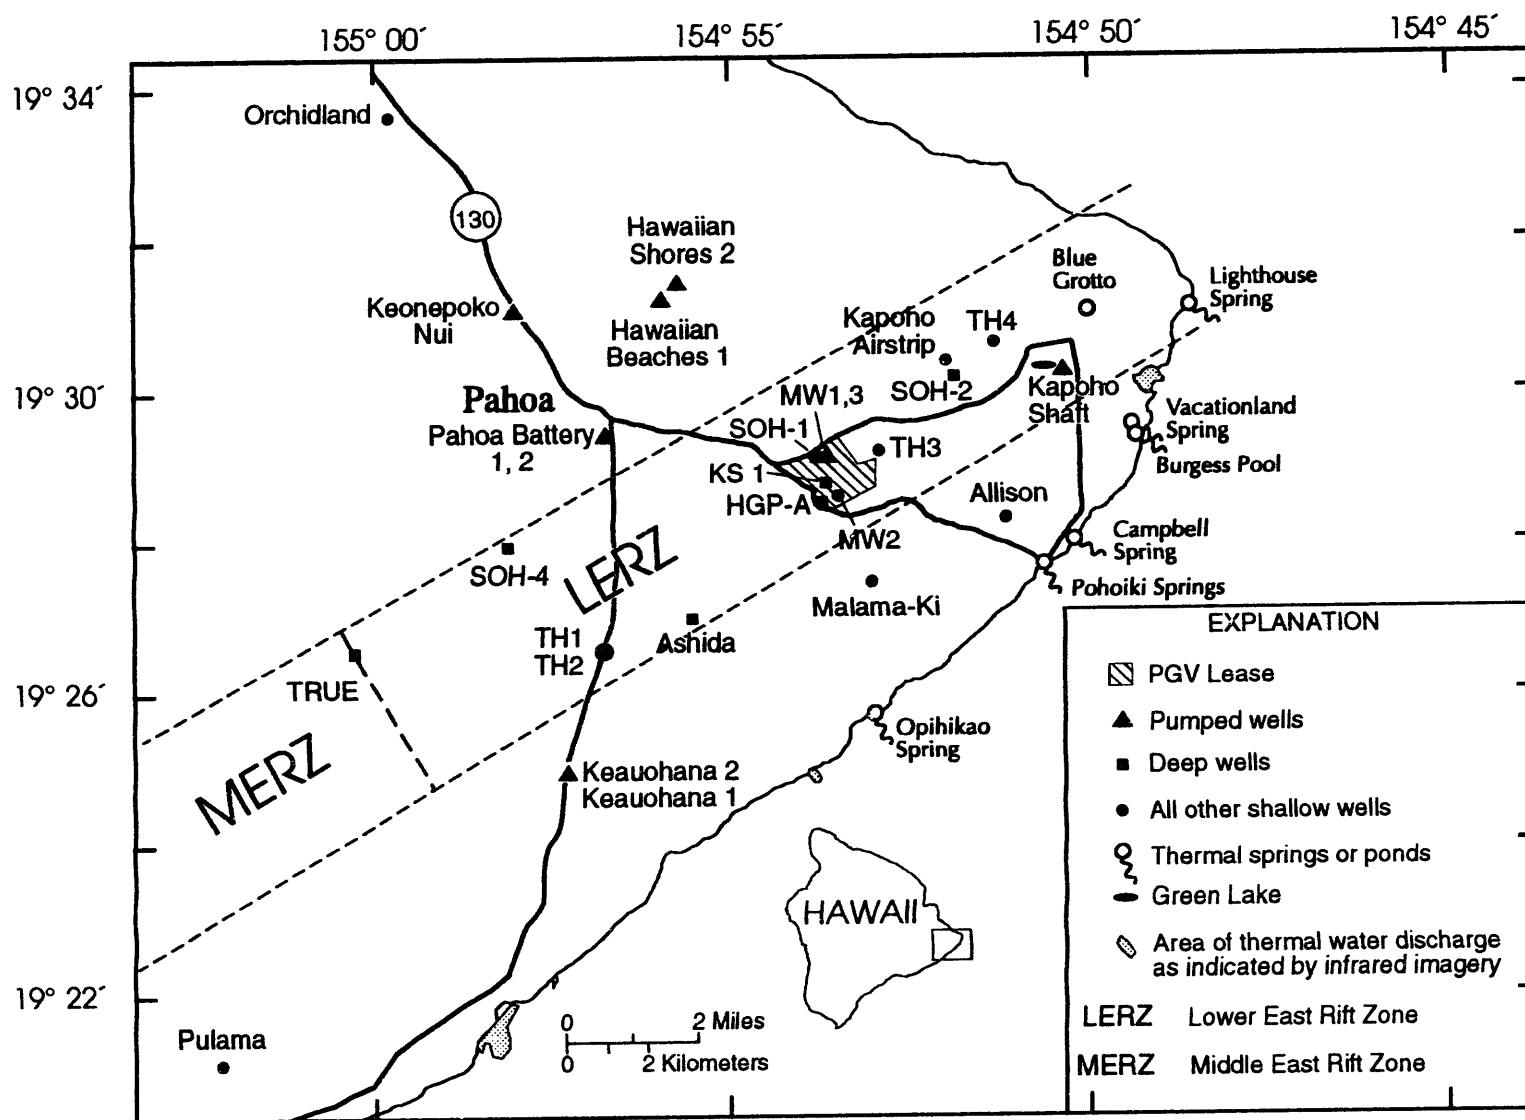 155° 00´
154° 55´
154° 50´
154° 45´
19° 34´
Orchidland
130
Hawaiian
Shores 2
Blue
Grotto
Lighthouse
Spring
Keonepoko
Nui
Hawaiian
Beaches 1
Kapoho
Airstrip
TH4
19° 30´
Pahoa
MW1,3
SOH-2
Kapoho
Shaft
Pahoa Battery
1, 2
SOH-1
TH3
Vacationland
Spring
Burgess Pool
KS 1
HGP-A
Allison
MW2
Campbell
Spring
SOH-4
LERZ
Malama-Ki
Pohoiki Springs
TH1
TH2
Ashida
19° 26´
TRUE
MERZ
Opihikao
Spring
Keauohana 2
Keauohana 1
HAWAII
19° 22´
Pulama
0
2 Miles
0
2 Kilometers
EXPLANATION
PGV Lease
Pumped wells
Deep wells
All other shallow wells
Thermal springs or ponds
Green Lake
Area of thermal water discharge
as indicated by infrared imagery
LERZ Lower East Rift Zone
MERZ Middle East Rift Zone